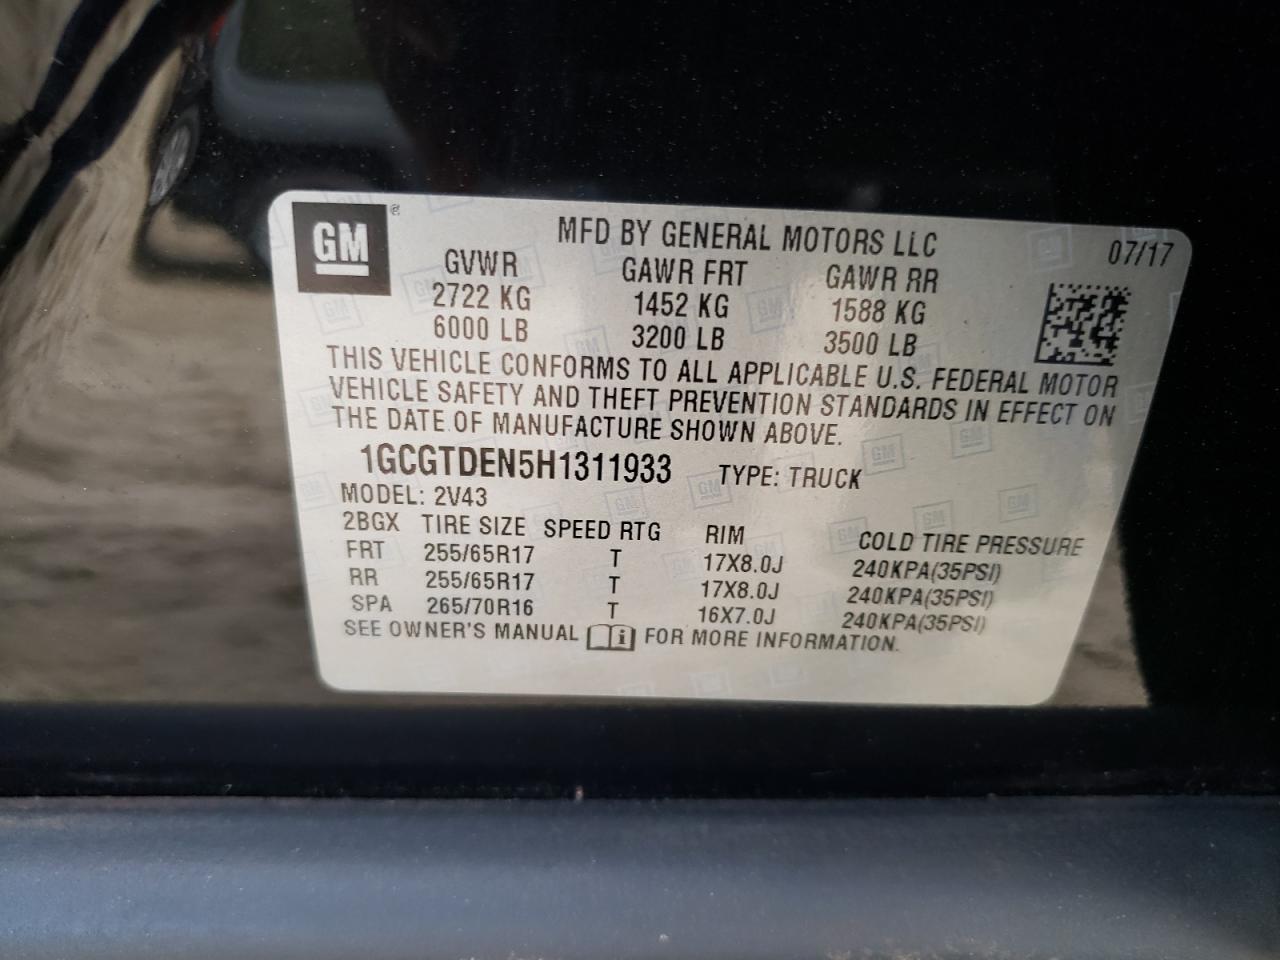 GM ®
MFD BY GENERAL MOTORS LLC 07/17
GVWR GAWR FRT GAWR RR
2722 KG 1452 KG 1588 KG
6000 LB 3200 LB 3500 LB
THIS VEHICLE CONFORMS TO ALL APPLICABLE U.S. FEDERAL MOTOR
VEHICLE SAFETY AND THEFT PREVENTION STANDARDS IN EFFECT ON
THE DATE OF MANUFACTURE SHOWN ABOVE.
1GCGTDEN5H1311933 TYPE: TRUCK
MODEL: 2V43
2BGX TIRE SIZE SPEED RTG RIM COLD TIRE PRESSURE
FRT 255/65R17 T 17X8.0J 240KPA(35PSI)
RR 255/65R17 T 17X8.0J 240KPA(35PSI)
SPA 265/70R16 T 16X7.0J 240KPA(35PSI)
SEE OWNER'S MANUAL i FOR MORE INFORMATION.